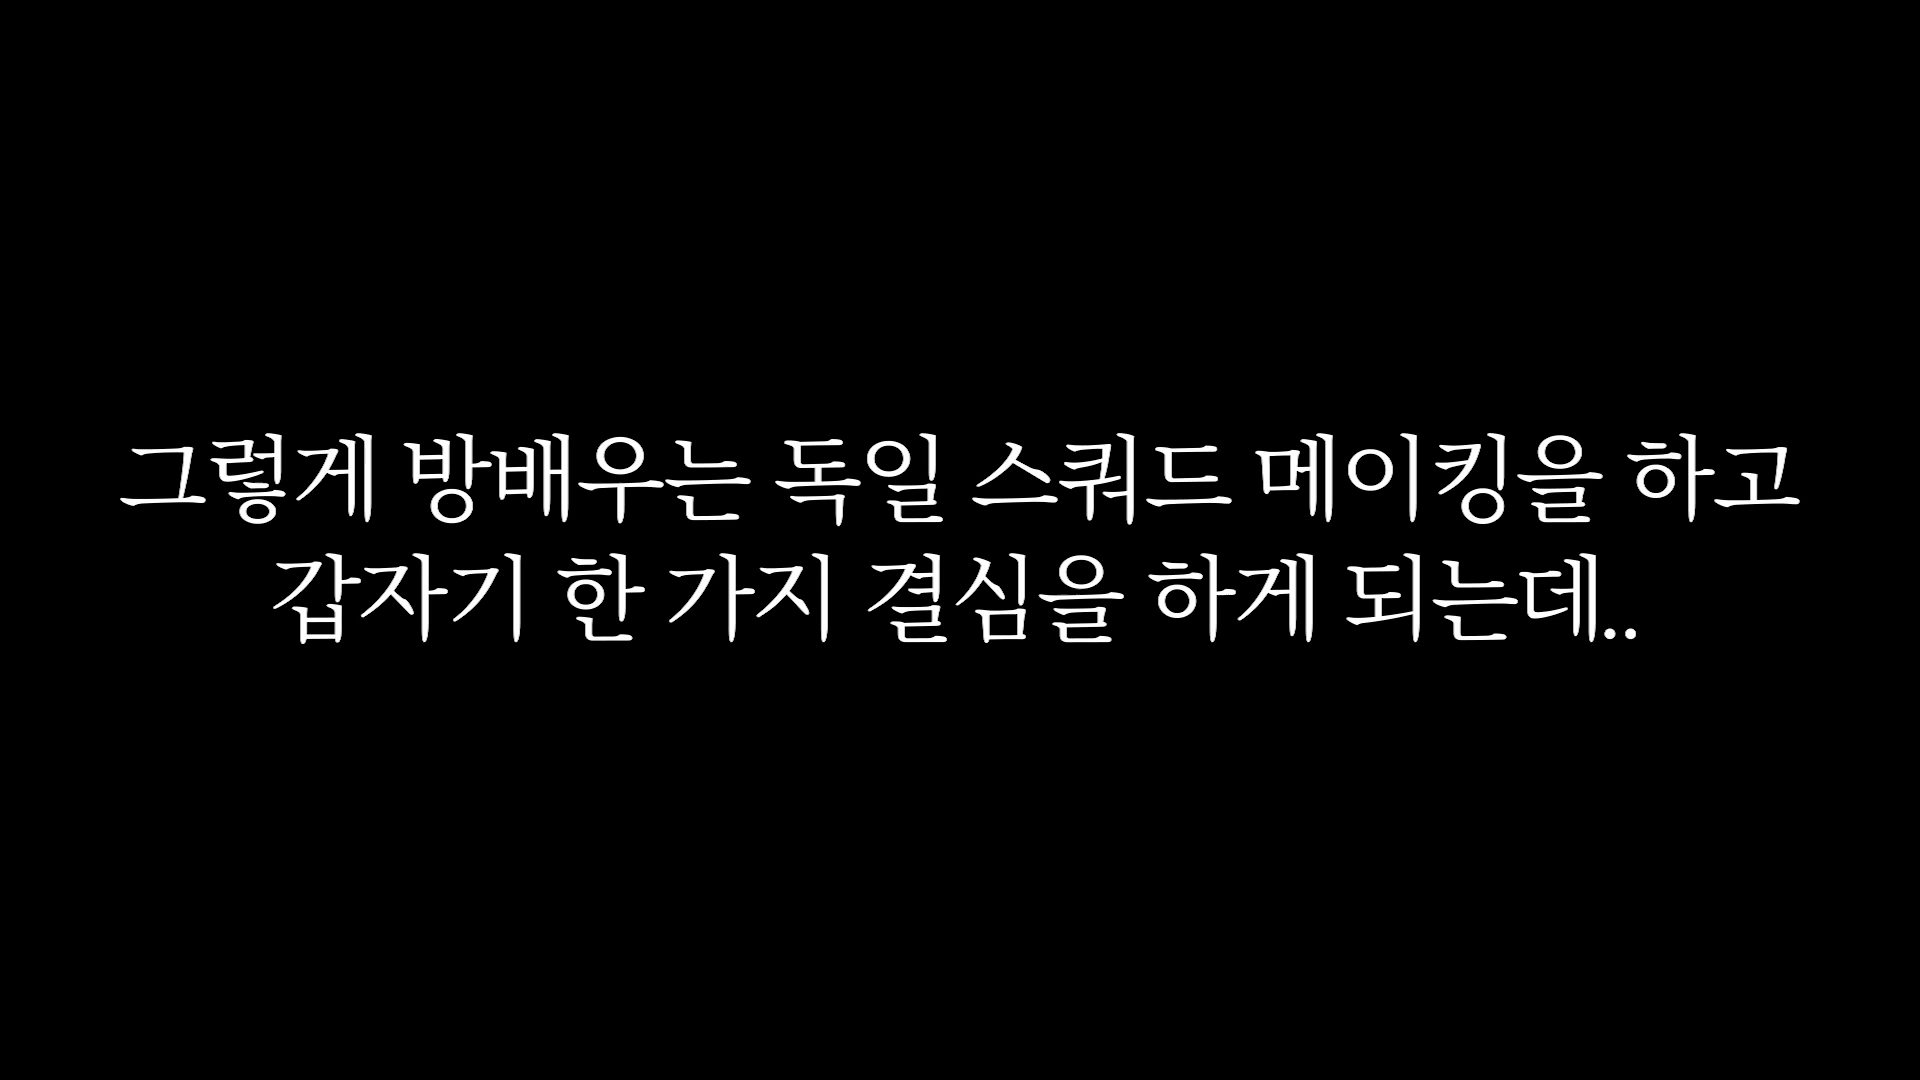 그렇게 방배우는 독일 스쿼드 메이킹을 하고
갑자기 한 가지 결심을 하게 되는데..